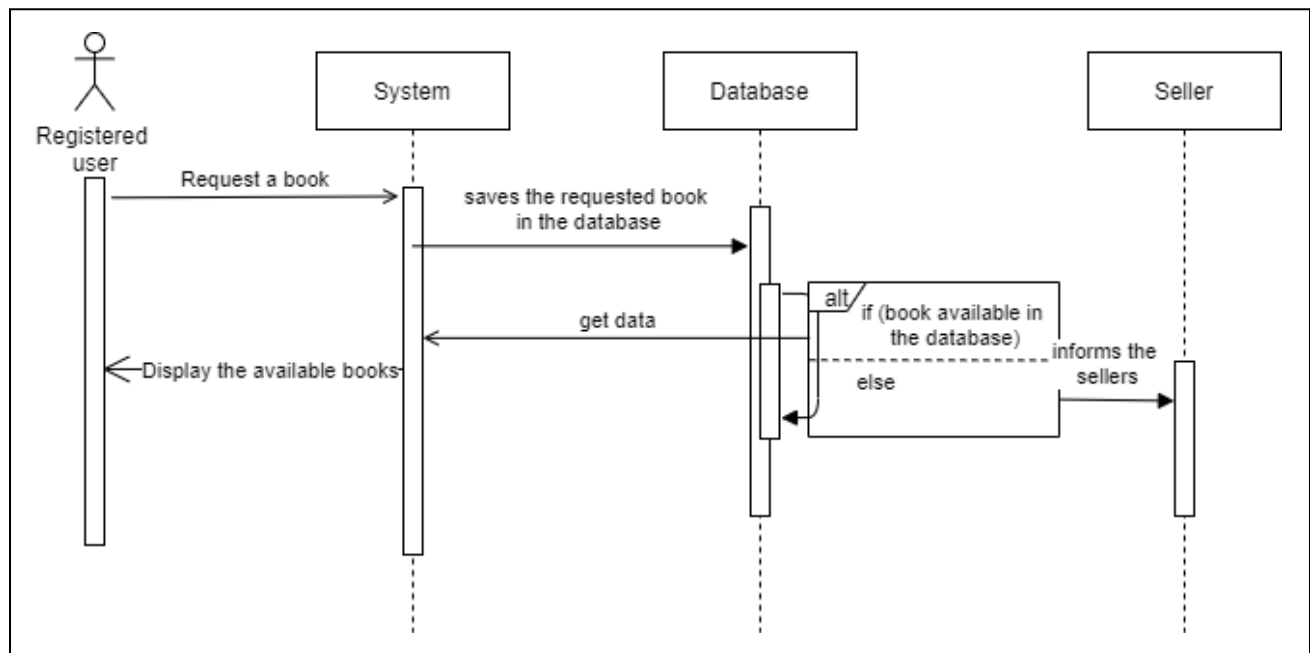 System
Database
Seller
Registered
user
Request a book
saves the requested book
in the database
alt
if (book available in
the database)
get data
informs the
sellers
Display the available books
else